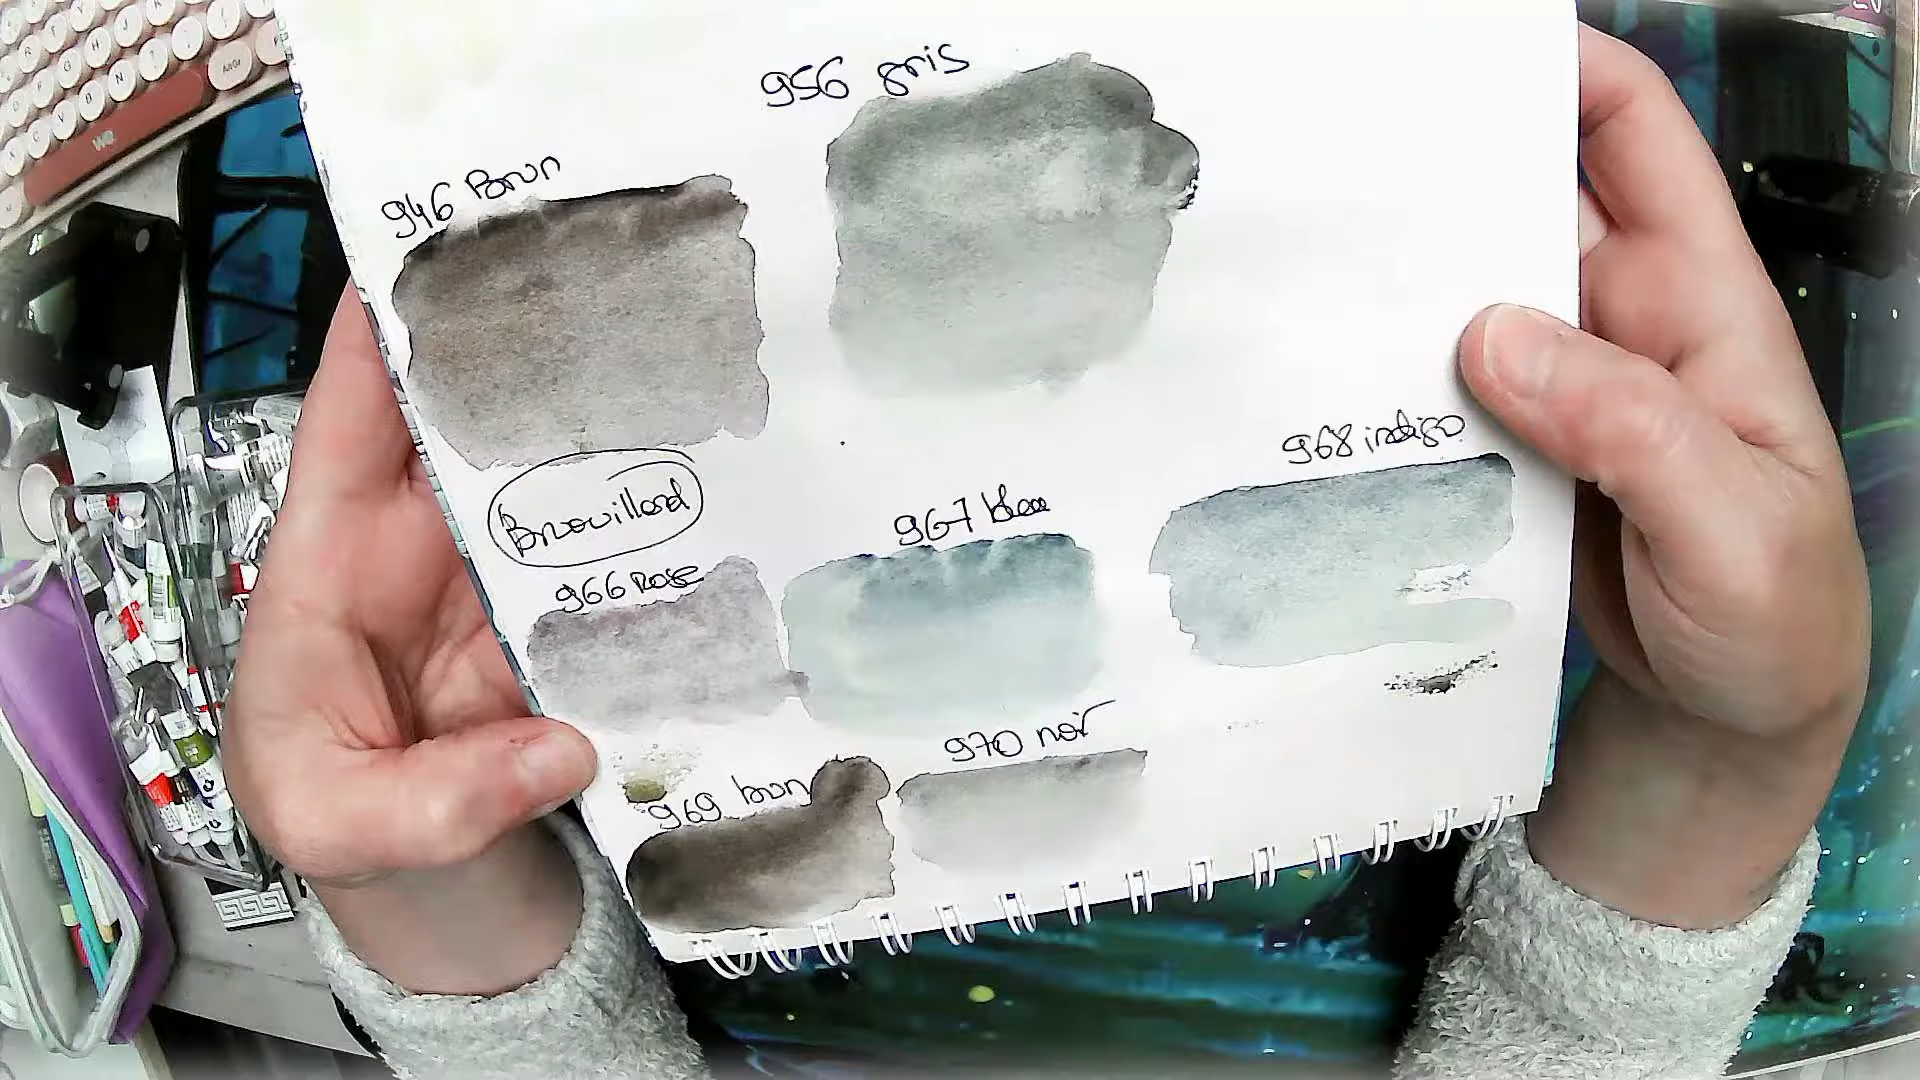 956 gris
946 Brun
968 indigo
Brouillard
967 bleu
966 Rose
970 noir
969 brun